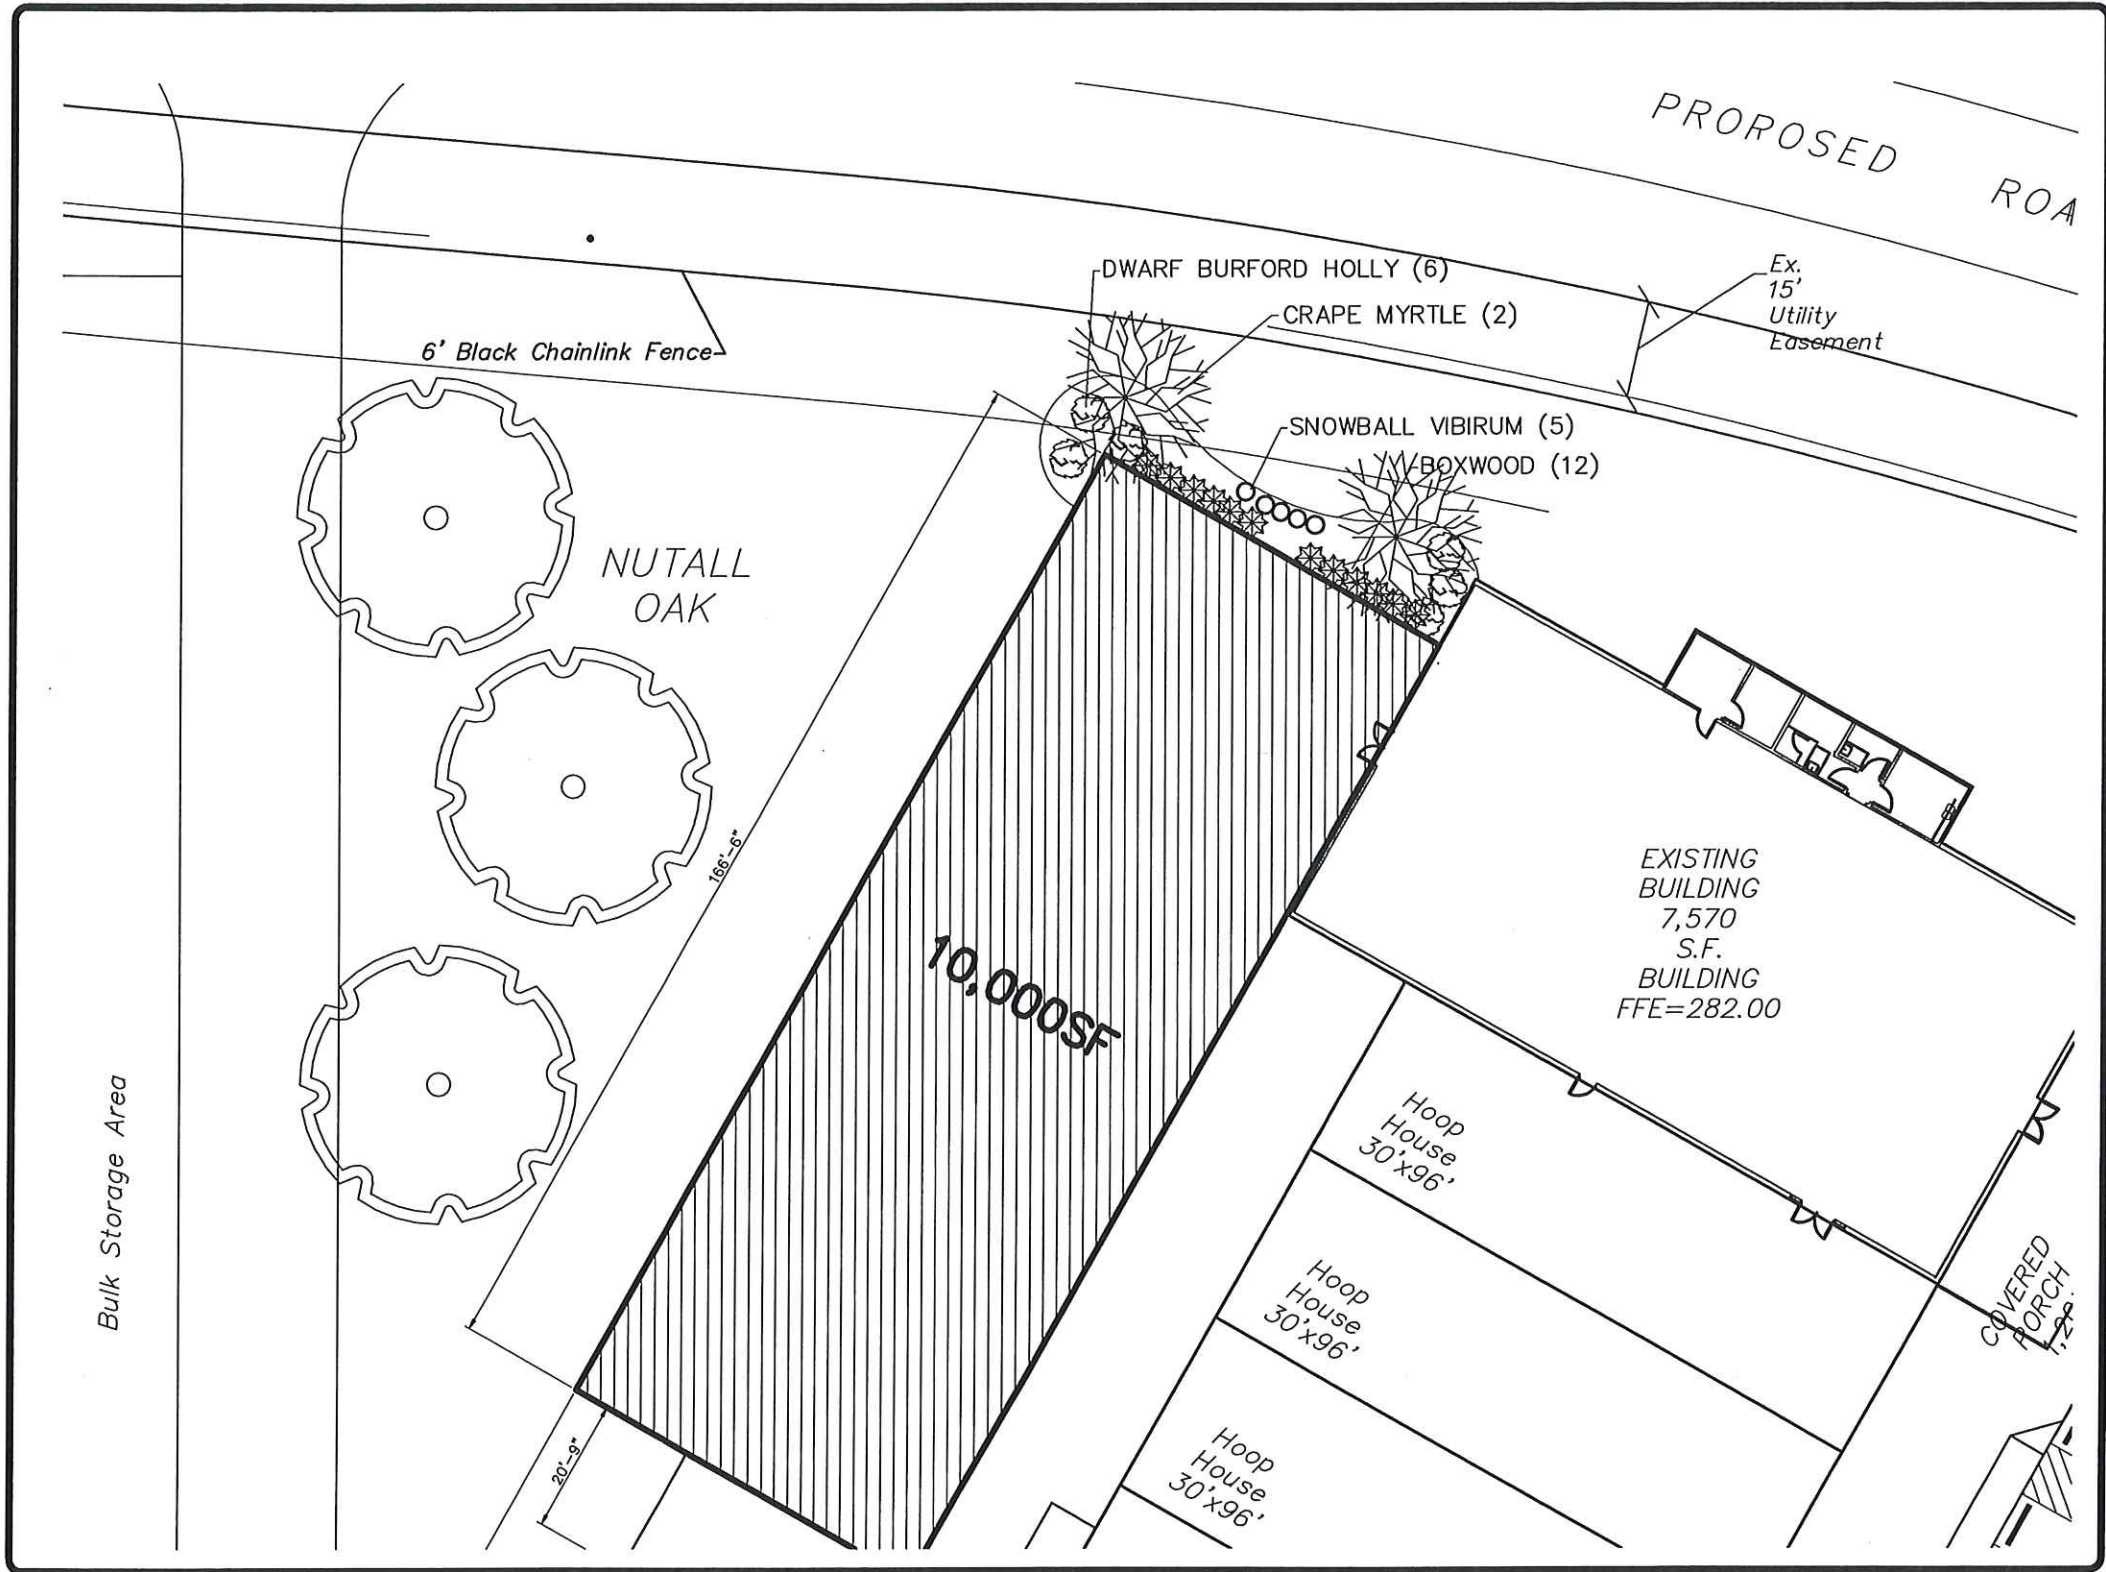 PROROSED
ROA
DWARF BURFORD HOLLY (6)
CRAPE MYRTLE (2)
Ex.
15'
Utility
Easement
6' Black Chainlink Fence
SNOWBALL VIBIRUM (5)
BOXWOOD (12)
NUTALL
OAK
166'-6"
10,000SF
EXISTING
BUILDING
7,570
S.F.
BUILDING
FFE=282.00
Bulk Storage Area
Hoop
House
30'x96'
Hoop
House
30'x96'
Hoop
House
30'x96'
COVERED
PORCH
20'-9"